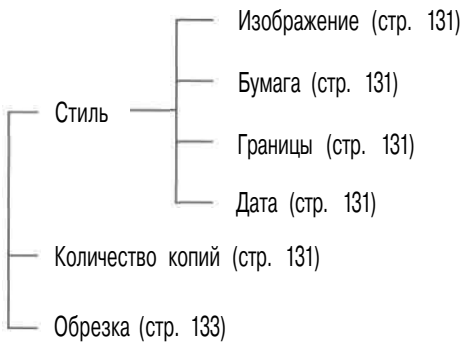 Изображение (стр. 131)
Бумага (стр. 131)
Стиль
Границы (стр. 131)
Дата (стр. 131)
Количество копий (стр. 131)
Обрезка (стр. 133)